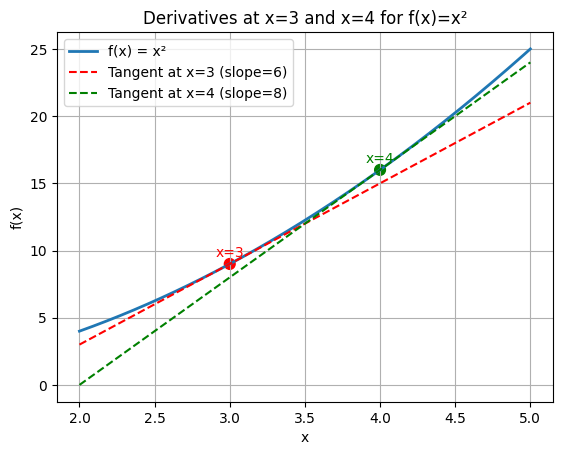 Derivatives at x=3 and x=4 for f(x)=x²
f(x) = x²
Tangent at x=3 (slope=6)
Tangent at x=4 (slope=8)
25
20
15
10
5
0
f(x)
x=4
x=3
2.0 2.5 3.0 3.5 4.0 4.5 5.0
x